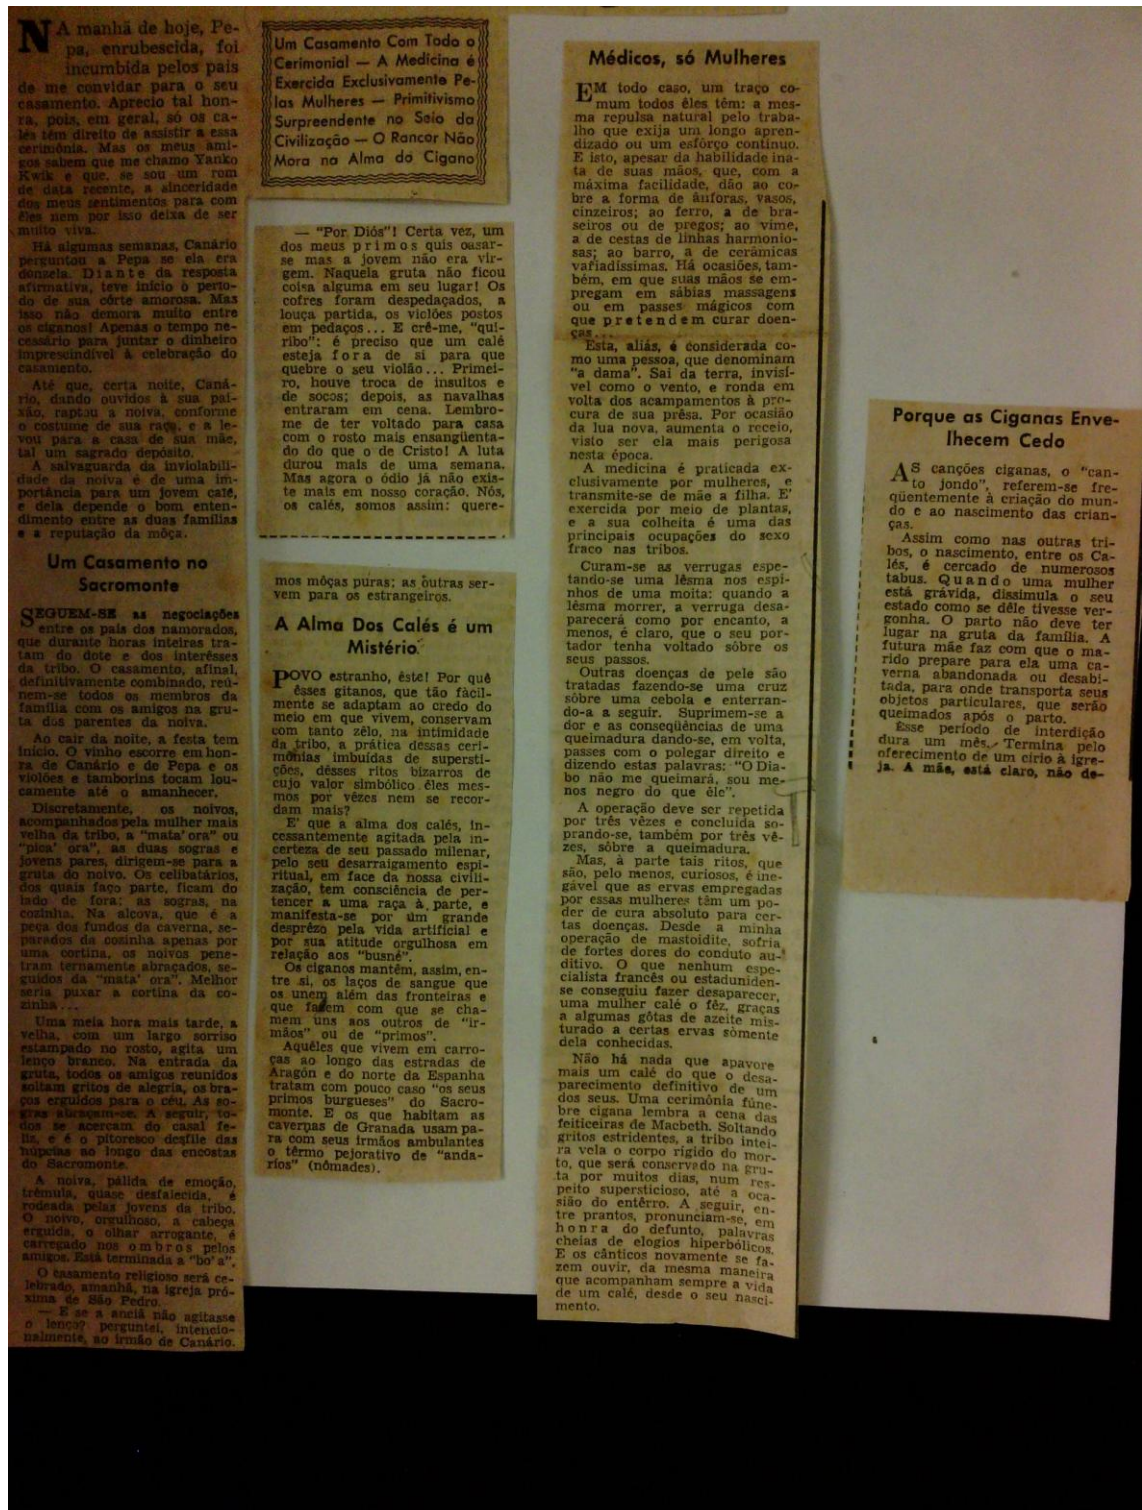 NA manhã de hoje, Pe-
pa, enrubescida, foi
incumbida pelos pais
de me convidar para o seu
casamento. Aprecio tal hon-
ra, pois, em geral, só os ca-
lés têm direito de assistir a essa
cerimônia. Mas os meus ami-
gos sabem que me chamo Yanko
Kwik e que, se sou um rom
de data recente, a sinceridade
dos meus sentimentos para com
êles nem por isso deixa de ser
muito viva.
Há algumas semanas, Canário
perguntou a Pepa se ela era
donzela. Diante da resposta
afirmativa, teve início o perío-
do de sua côrte amorosa. Mas
isso não demora muito entre
os ciganos! Apenas o tempo ne-
cessário para juntar o dinheiro
imprescindível à celebração do
casamento.
Até que, certa noite, Caná-
rio, dando ouvidos à sua pai-
xão, raptou a noiva, conforme
o costume de sua raça, e a le-
vou para a casa de sua mãe,
tal um sagrado depósito.
A salvaguarda da inviolabili-
dade da noiva é de uma im-
portância para um jovem calé,
e dela depende o bom enten-
dimento entre as duas famílias
e a reputação da môça.
Um Casamento no
Sacromonte
SEGUEM-SE as negociações
entre os pais dos namorados,
que durante horas inteiras tra-
tam do dote e dos interêsses
da tribo. O casamento, afinal,
definitivamente combinado, reú-
nem-se todos os membros da
família com os amigos na gru-
ta dos parentes da noiva.
Ao cair da noite, a festa tem
início. O vinho escorre em hon-
ra de Canário e de Pepa e os
violões e tamborins tocam lou-
camente até o amanhecer.
Discretamente, os noivos,
acompanhados pela mulher mais
velha da tribo, a "mata' ora" ou
"pica' ora", as duas sogras e
jovens pares, dirigem-se para a
gruta do noivo. Os celibatários,
dos quais faço parte, ficam do
lado de fora; as sogras, na
cozinha. Na alcova, que é a
peça dos fundos da caverna, se-
parados da cozinha apenas por
uma cortina, os noivos pene-
tram ternamente abraçados, se-
guidos da "mata' ora". Melhor
seria puxar a cortina da co-
zinha...
Uma meia hora mais tarde, a
velha, com um largo sorriso
estampado no rosto, agita um
lenço branco. Na entrada da
gruta, todos os amigos reunidos
soltam gritos de alegria, os bra-
ços erguidos para o céu. As so-
gras abraçam-se. A seguir, to-
dos se acercam do casal fe-
liz, e é o pitoresco desfile das
núpcias ao longo das encostas
do Sacromonte.
A noiva, pálida de emoção,
trêmula, quase desfalecida, é
rodeada pelas jovens da tribo.
O noivo, orgulhoso, a cabeça
erguida, o olhar arrogante, é
carregado nos ombros pelos
amigos. Está terminada a "bo'a".
O casamento religioso será ce-
lebrado, amanhã, na igreja pró-
xima de São Pedro.
— E se a anciã não agitasse
o lenço? perguntei, intencio-
nalmente, ao irmão de Canário.
Um Casamento Com Todo o
Cerimonial — A Medicina é
Exercida Exclusivamente Pe-
las Mulheres — Primitivismo
Surpreendente no Seio da
Civilização — O Rancor Não
Mora na Alma do Cigano
— "Por Diós"! Certa vez, um
dos meus primos quis casar-
se mas a jovem não era vir-
gem. Naquela gruta não ficou
coisa alguma em seu lugar! Os
cofres foram despedaçados, a
louça partida, os violões postos
em pedaços... E crê-me, "qui-
ribo": é preciso que um calé
esteja fora de si para que
quebre o seu violão... Primei-
ro, houve troca de insultos e
de socos; depois, as navalhas
entraram em cena. Lembro-
me de ter voltado para casa
com o rosto mais ensangüenta-
do do que o de Cristo! A luta
durou mais de uma semana.
Mas agora o ódio já não exis-
te mais em nosso coração. Nós,
os calés, somos assim: quere-
mos môças puras; as outras ser-
vem para os estrangeiros.
A Alma Dos Calés é um
Mistério
POVO estranho, êste! Por quê
êsses gitanos, que tão fàcil-
mente se adaptam ao credo do
meio em que vivem, conservam
com tanto zêlo, na intimidade
da tribo, a prática dessas ceri-
mônias imbuídas de supersti-
ções, dêsses ritos bizarros de
cujo valor simbólico êles mes-
mos por vêzes nem se recor-
dam mais?
E' que a alma dos calés, in-
cessantemente agitada pela in-
certeza de seu passado milenar,
pelo seu desarraigamento espi-
ritual, em face da nossa civili-
zação, tem consciência de per-
tencer a uma raça à parte, e
manifesta-se por um grande
desprêzo pela vida artificial e
por sua atitude orgulhosa em
relação aos "busné".
Os ciganos mantêm, assim, en-
tre si, os laços de sangue que
os unem além das fronteiras e
que fazem com que se cha-
mem uns aos outros de "ir-
mãos" ou de "primos".
Aquêles que vivem em carro-
ças ao longo das estradas de
Aragón e do norte da Espanha
tratam com pouco caso "os seus
primos burgueses" do Sacro-
monte. E os que habitam as
cavernas de Granada usam pa-
ra com seus irmãos ambulantes
o têrmo pejorativo de "anda-
ríos" (nômades).
Médicos, só Mulheres
EM todo caso, um traço co-
mum todos êles têm: a mes-
ma repulsa natural pelo traba-
lho que exija um longo apren-
dizado ou um esfôrço contínuo.
E isto, apesar da habilidade ina-
ta de suas mãos, que, com a
máxima facilidade, dão ao co-
bre a forma de ânforas, vasos,
cinzeiros; ao ferro, a de bra-
seiros ou de pregos; ao vime,
a de cestas de linhas harmonio-
sas; ao barro, a de cerâmicas
variadíssimas. Há ocasiões, tam-
bém, em que suas mãos se em-
pregam em sábias massagens
ou em passes mágicos com
que pretendem curar doen-
ças...
Esta, aliás, é considerada co-
mo uma pessoa, que denominam
"a dama". Sai da terra, invisí-
vel como o vento, e ronda em
volta dos acampamentos à pro-
cura de sua prêsa. Por ocasião
da lua nova, aumenta o receio,
visto ser ela mais perigosa
nesta época.
A medicina é praticada ex-
clusivamente por mulheres, e
transmite-se de mãe a filha. E'
exercida por meio de plantas,
e a sua colheita é uma das
principais ocupações do sexo
fraco nas tribos.
Curam-se as verrugas espe-
tando-se uma lêsma nos espi-
nhos de uma moita: quando a
lêsma morrer, a verruga desa-
parecerá como por encanto, a
menos, é claro, que o seu por-
tador tenha voltado sôbre os
seus passos.
Outras doenças de pele são
tratadas fazendo-se uma cruz
sôbre uma cebola e enterran-
do-a a seguir. Suprimem-se a
dor e as conseqüências de uma
queimadura dando-se, em volta,
passes com o polegar direito e
dizendo estas palavras: "O Dia-
bo não me queimará, sou me-
nos negro do que êle".
A operação deve ser repetida
por três vêzes e concluída so-
prando-se, também por três vê-
zes, sôbre a queimadura.
Mas, à parte tais ritos, que
são, pelo menos, curiosos, é ine-
gável que as ervas empregadas
por essas mulheres têm um po-
der de cura absoluto para cer-
tas doenças. Desde a minha
operação de mastoidite, sofria
de fortes dores do conduto au-
ditivo. O que nenhum espe-
cialista francês ou estaduniden-
se conseguiu fazer desaparecer,
uma mulher calé o fêz, graças
a algumas gôtas de azeite mis-
turado a certas ervas sòmente
dela conhecidas.
Não há nada que apavore
mais um calé do que o desa-
parecimento definitivo de um
dos seus. Uma cerimônia fúne-
bre cigana lembra a cena das
feiticeiras de Macbeth. Soltando
gritos estridentes, a tribo intei-
ra vela o corpo rígido do mor-
to, que será conservado na gru-
ta por muitos dias, num res-
peito supersticioso, até a oca-
sião do entêrro. A seguir, en-
tre prantos, pronunciam-se, em
honra do defunto, palavras
cheias de elogios hiperbólicos.
E os cânticos novamente se fa-
zem ouvir, da mesma maneira
que acompanham sempre a vida
de um calé, desde o seu nasci-
mento.
Porque as Ciganas Enve-
lhecem Cedo
AS canções ciganas, o "can-
to jondo", referem-se fre-
qüentemente à criação do mun-
do e ao nascimento das crian-
ças.
Assim como nas outras tri-
bos, o nascimento, entre os Ca-
lés, é cercado de numerosos
tabus. Quando uma mulher
está grávida, dissimula o seu
estado como se dêle tivesse ver-
gonha. O parto não deve ter
lugar na gruta da família. A
futura mãe faz com que o ma-
rido prepare para ela uma ca-
verna abandonada ou desabi-
tada, para onde transporta seus
objetos particulares, que serão
queimados após o parto.
Êsse período de interdição
dura um mês. Termina pelo
oferecimento de um círio à igre-
ja. A mãe, está claro, não de-